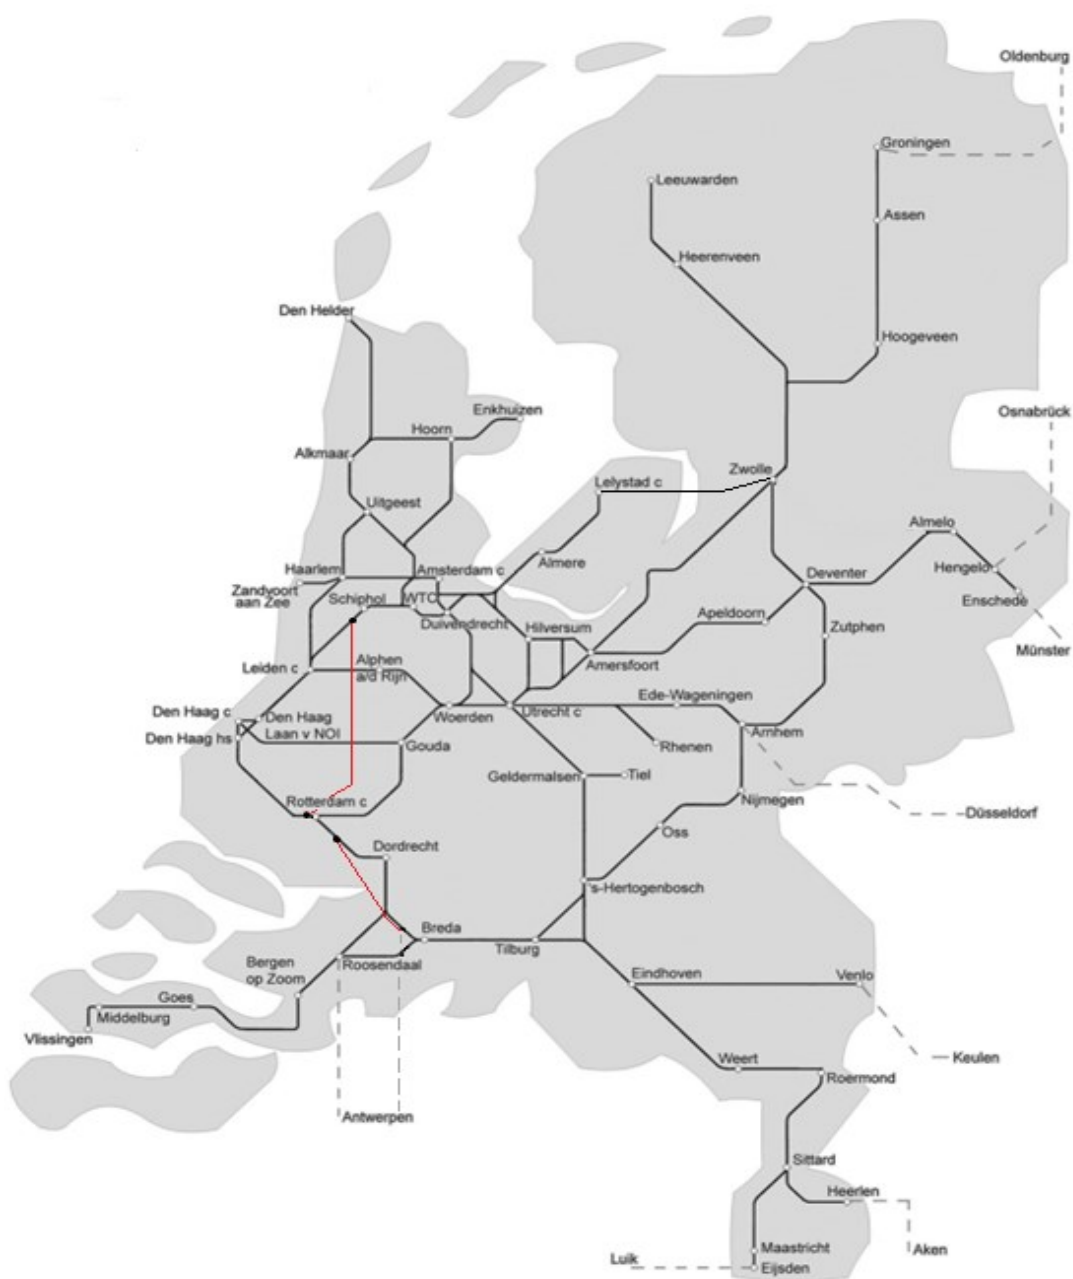 Oldenburg
Groningen
Leeuwarden
Assen
Heerenveen
Den Helder
Hoogeveen
Enkhuizen
Osnabrück
Hoorn
Alkmaar
Zwolle
Lelystad c
Uitgeest
Almelo
Almere
Haarlem
Amsterdam c
Hengelo
Deventer
Zandvoort
aan Zee
Schiphol
WTC
Enschede
Apeldoorn
Duivendrecht
Hilversum
Zutphen
Münster
Leiden c
Alphen
a/d Rijn
Amersfoort
Ede-Wageningen
Den Haag c
Den Haag
Laan v NOI
Woerden
Utrecht c
Arnhem
Den Haag hs
Gouda
Rhenen
Geldermalsen
Tiel
Rotterdam c
Nijmegen
Düsseldorf
Oss
Dordrecht
's-Hertogenbosch
Breda
Tilburg
Roosendaal
Bergen
op Zoom
Eindhoven
Venlo
Goes
Middelburg
Vlissingen
Keulen
Weert
Roermond
Antwerpen
Sittard
Heerlen
Maastricht
Aken
Luik
Eijsden